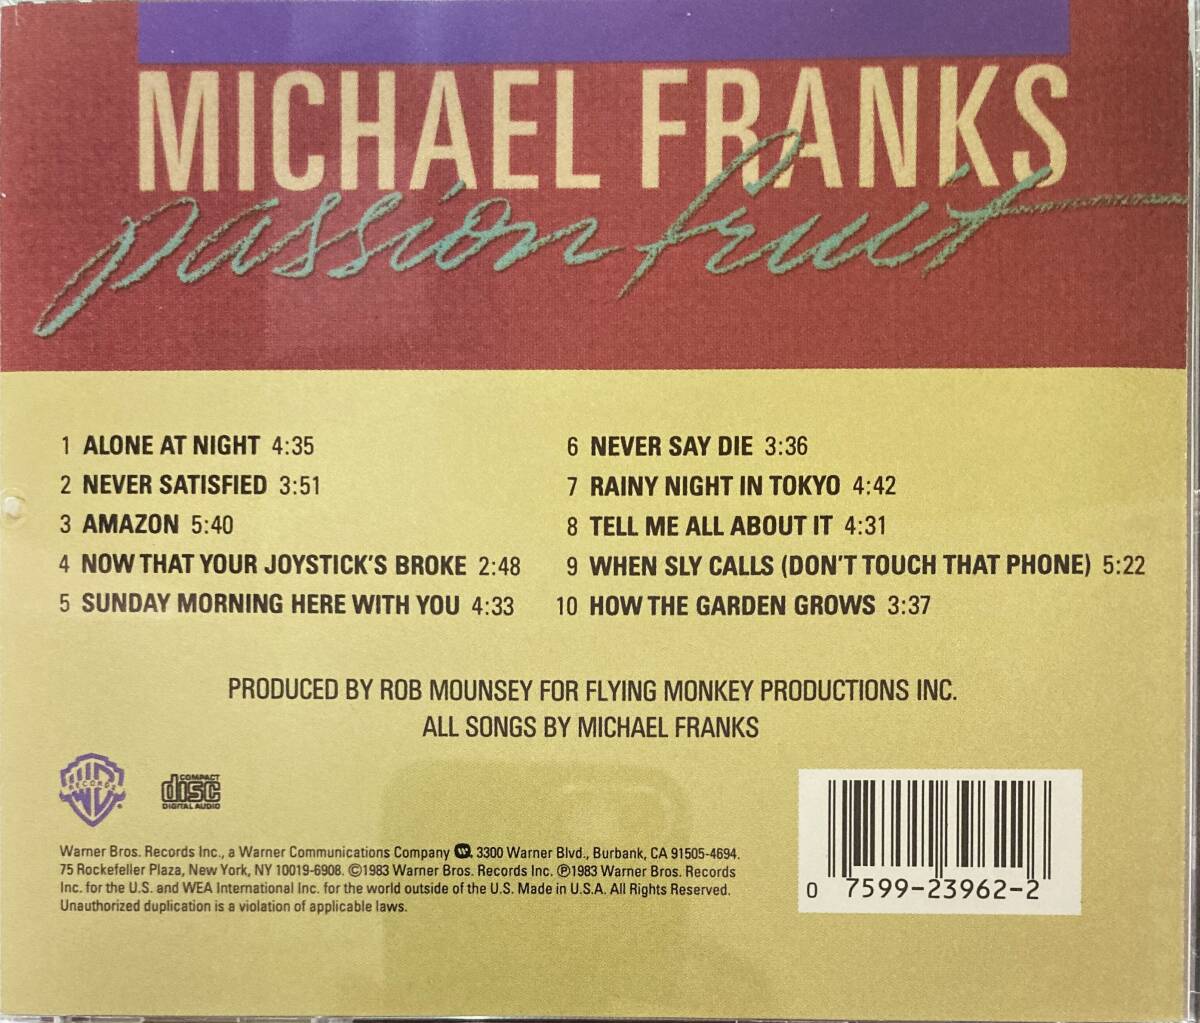 MICHAEL FRANKS
passion fruit
1 ALONE AT NIGHT 4:35
2 NEVER SATISFIED 3:51
3 AMAZON 5:40
4 NOW THAT YOUR JOYSTICK'S BROKE 2:48
5 SUNDAY MORNING HERE WITH YOU 4:33
6 NEVER SAY DIE 3:36
7 RAINY NIGHT IN TOKYO 4:42
8 TELL ME ALL ABOUT IT 4:31
9 WHEN SLY CALLS (DON'T TOUCH THAT PHONE) 5:22
10 HOW THE GARDEN GROWS 3:37
PRODUCED BY ROB MOUNSEY FOR FLYING MONKEY PRODUCTIONS INC.
ALL SONGS BY MICHAEL FRANKS
WB RECORDS
COMPACT
disc
DIGITAL AUDIO
Warner Bros. Records Inc., a Warner Communications Company W. 3300 Warner Blvd., Burbank, CA 91505-4694.
75 Rockefeller Plaza, New York, NY 10019-6908. ©1983 Warner Bros. Records Inc. ℗1983 Warner Bros. Records
Inc. for the U.S. and WEA International Inc. for the world outside of the U.S. Made in U.S.A. All Rights Reserved.
Unauthorized duplication is a violation of applicable laws.
0 7599-23962-2